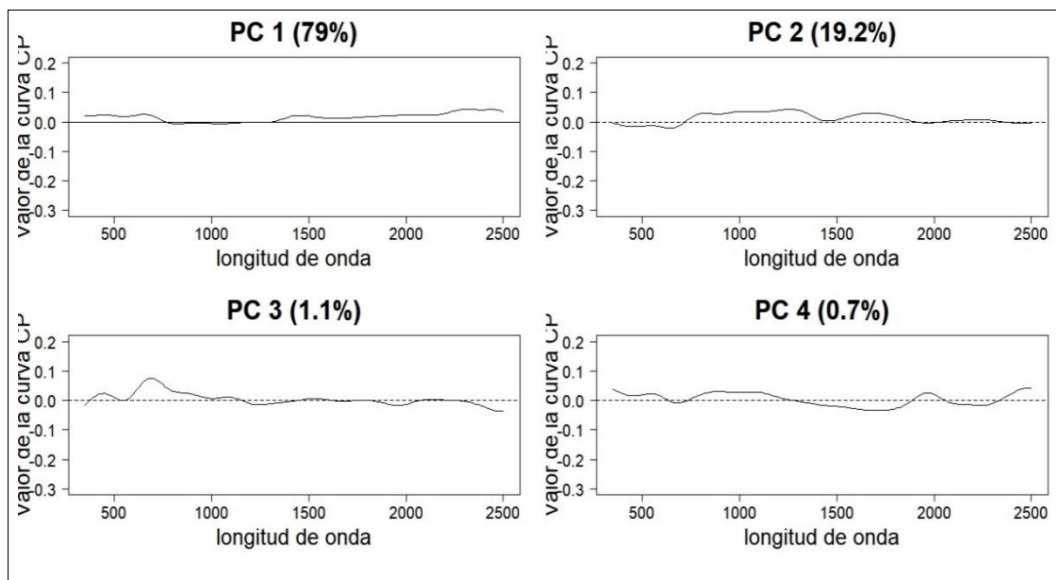 PC 1 (79%)
valor de la curva CP
0.2
0.1
0.0
-0.1
-0.2
-0.3
500 1000 1500 2000 2500
longitud de onda
PC 2 (19.2%)
valor de la curva CP
0.2
0.1
0.0
-0.1
-0.2
-0.3
500 1000 1500 2000 2500
longitud de onda
PC 3 (1.1%)
valor de la curva CP
0.2
0.1
0.0
-0.1
-0.2
-0.3
500 1000 1500 2000 2500
longitud de onda
PC 4 (0.7%)
valor de la curva CP
0.2
0.1
0.0
-0.1
-0.2
-0.3
500 1000 1500 2000 2500
longitud de onda